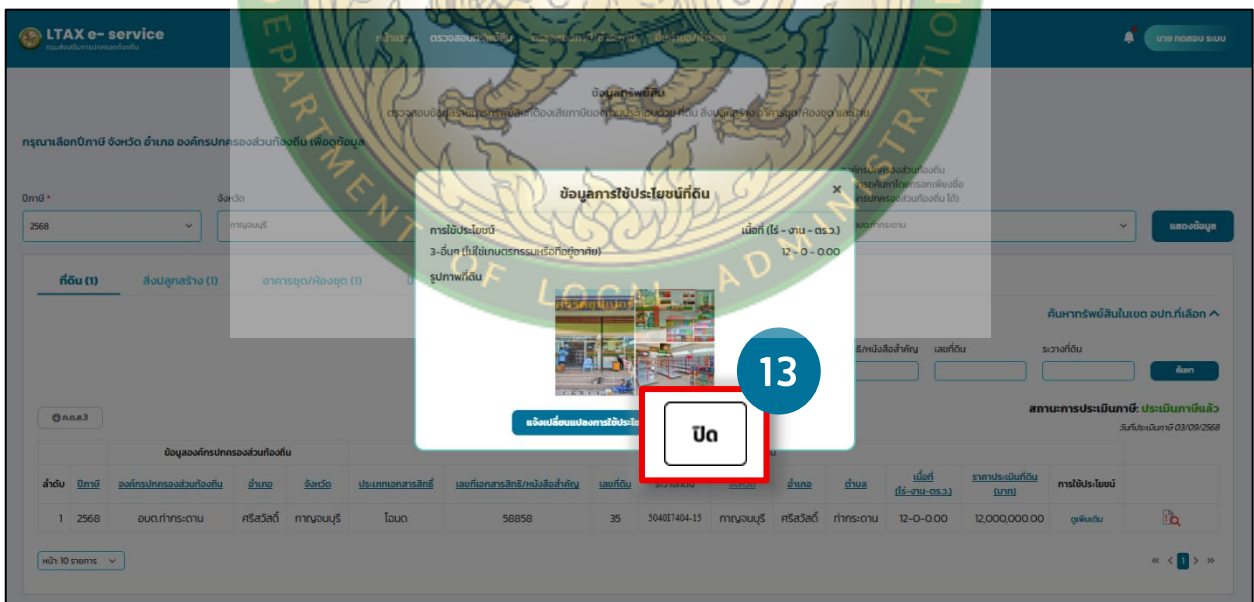 LTAX e- service
กรมส่งเสริมการปกครองท้องถิ่น
หน้าแรก ตรวจสอบทรัพย์สิน
นาย ทดสอบ ระบบ
DEPARTMENT OF LOCAL ADMINISTRATION
ข้อมูลทรัพย์สิน
กรุณาเลือกปีภาษี จังหวัด อำเภอ องค์กรปกครองส่วนท้องถิ่น เพื่อดูข้อมูล
ปีภาษี *
จังหวัด
2568
กาญจนบุรี
แสดงข้อมูล
ข้อมูลการใช้ประโยชน์ที่ดิน
×
การใช้ประโยชน์
เนื้อที่ (ไร่ - งาน - ตร.ว.)
3-อื่นๆ (ไม่ใช่เกษตรกรรมหรือที่อยู่อาศัย)
12 - 0 - 0.00
รูปภาพที่ดิน
แจ้งเปลี่ยนแปลงการใช้ประโ
ปิด
13
ที่ดิน (1)
สิ่งปลูกสร้าง (1)
อาคารชุด/ห้องชุด (1)
ค้นหาทรัพย์สินในเขต อปท.ที่เลือก
เลขที่ดิน
ระวางที่ดิน
ค้นหา
ภ.ด.ส.3
สถานะการประเมินภาษี: ประเมินภาษีแล้ว
วันที่ประเมินภาษี 03/09/2568
ข้อมูลองค์กรปกครองส่วนท้องถิ่น
ลำดับ ปีภาษี องค์กรปกครองส่วนท้องถิ่น อำเภอ จังหวัด ประเภทเอกสารสิทธิ์ เลขที่เอกสารสิทธิ์/หนังสือสำคัญ เลขที่ดิน ระวางที่ดิน จังหวัด อำเภอ ตำบล เนื้อที่ (ไร่-งาน-ตร.ว.) ราคาประเมินที่ดิน (บาท) การใช้ประโยชน์
1 2568 อบต.ท่ากระดาน ศรีสวัสดิ์ กาญจนบุรี โฉนด 58858 35 5040I7404-15 กาญจนบุรี ศรีสวัสดิ์ ท่ากระดาน 12-0-0.00 12,000,000.00 ดูเพิ่มเติม
หน้า: 10 รายการ
« < 1 > »